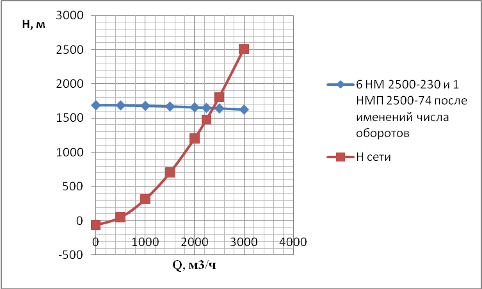 Н, м
3000
2500
2000
1500
1000
500
0
-500
0 1000 2000 3000 4000
Q, м3/ч
6 НМ 2500-230 и 1
НМП 2500-74 после
именений числа
оборотов
Н сети